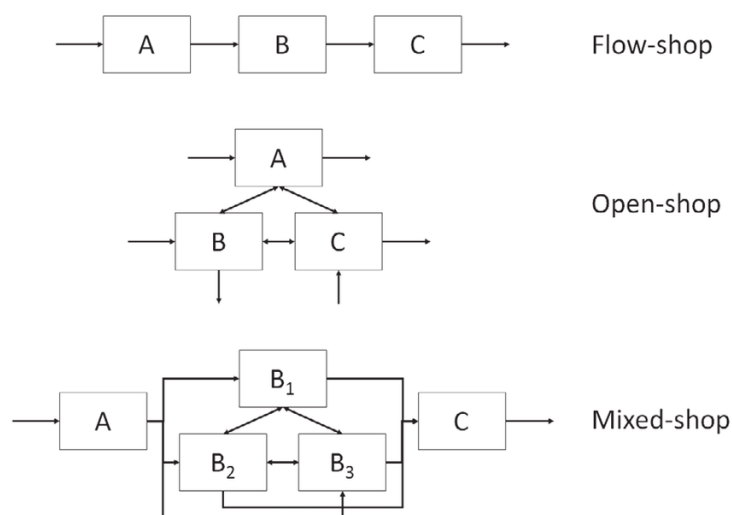 A B C Flow-shop
A
Open-shop
B C
B₁
A C Mixed-shop
B₂ B₃